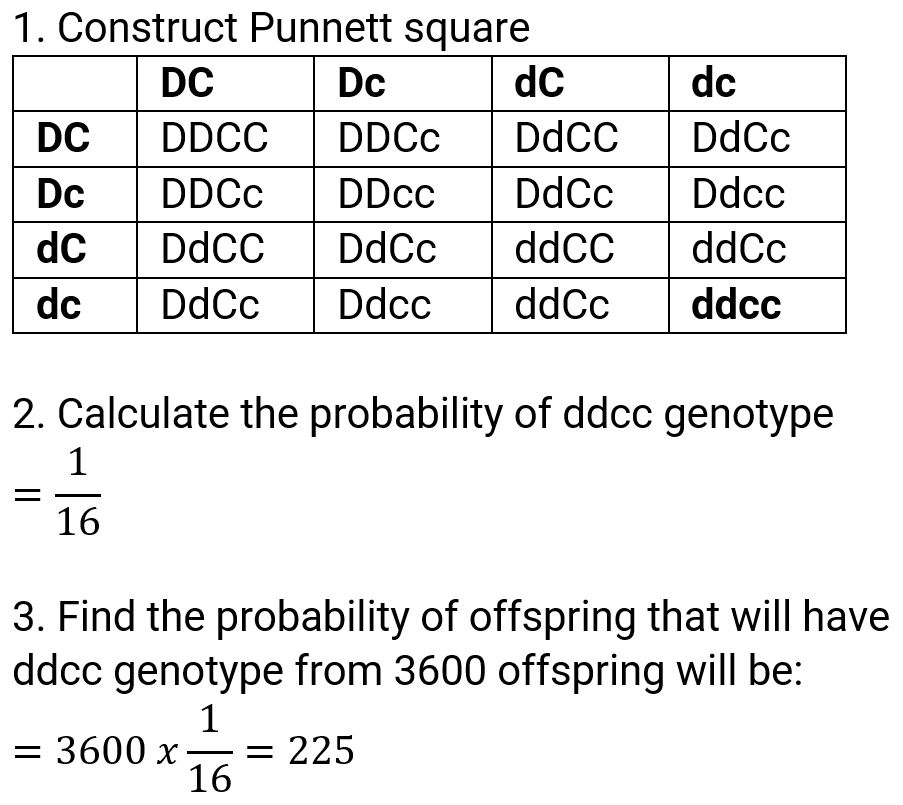 1. Construct Punnett square
DC Dc dC dc
DC DDCC DDCc DdCC DdCc
Dc DDCc DDcc DdCc Ddcc
dC DdCC DdCc ddCC ddCc
dc DdCc Ddcc ddCc ddcc
2. Calculate the probability of ddcc genotype
= 1/16
3. Find the probability of offspring that will have
ddcc genotype from 3600 offspring will be:
= 3600 x 1/16 = 225